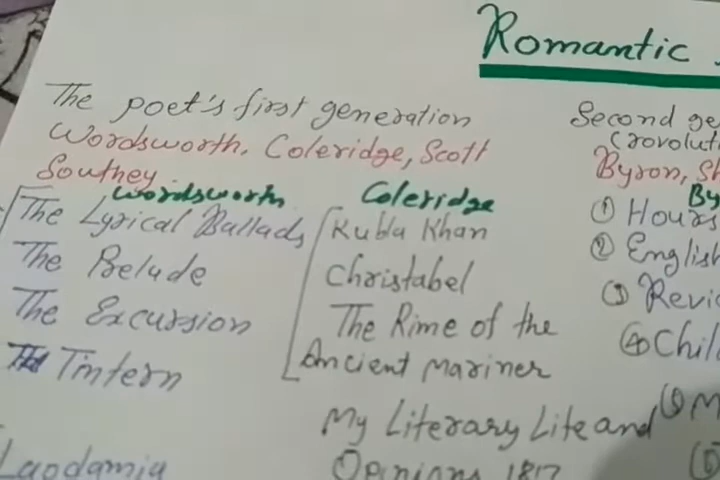 Romantic
The poet's first generation
Wordsworth, Coleridge, Scott
Southey
Wordsworth
The Lyrical Ballads
The Prelude
The Excursion
Tintern
Laodamia
Coleridge
Kubla Khan
Christabel
The Rime of the
Ancient Mariner
My Literary Life and
Opinions 1817
Second ge
(rovoluti
Byron, Sh
By
① Hours
② English
③ Revi
④ Chil